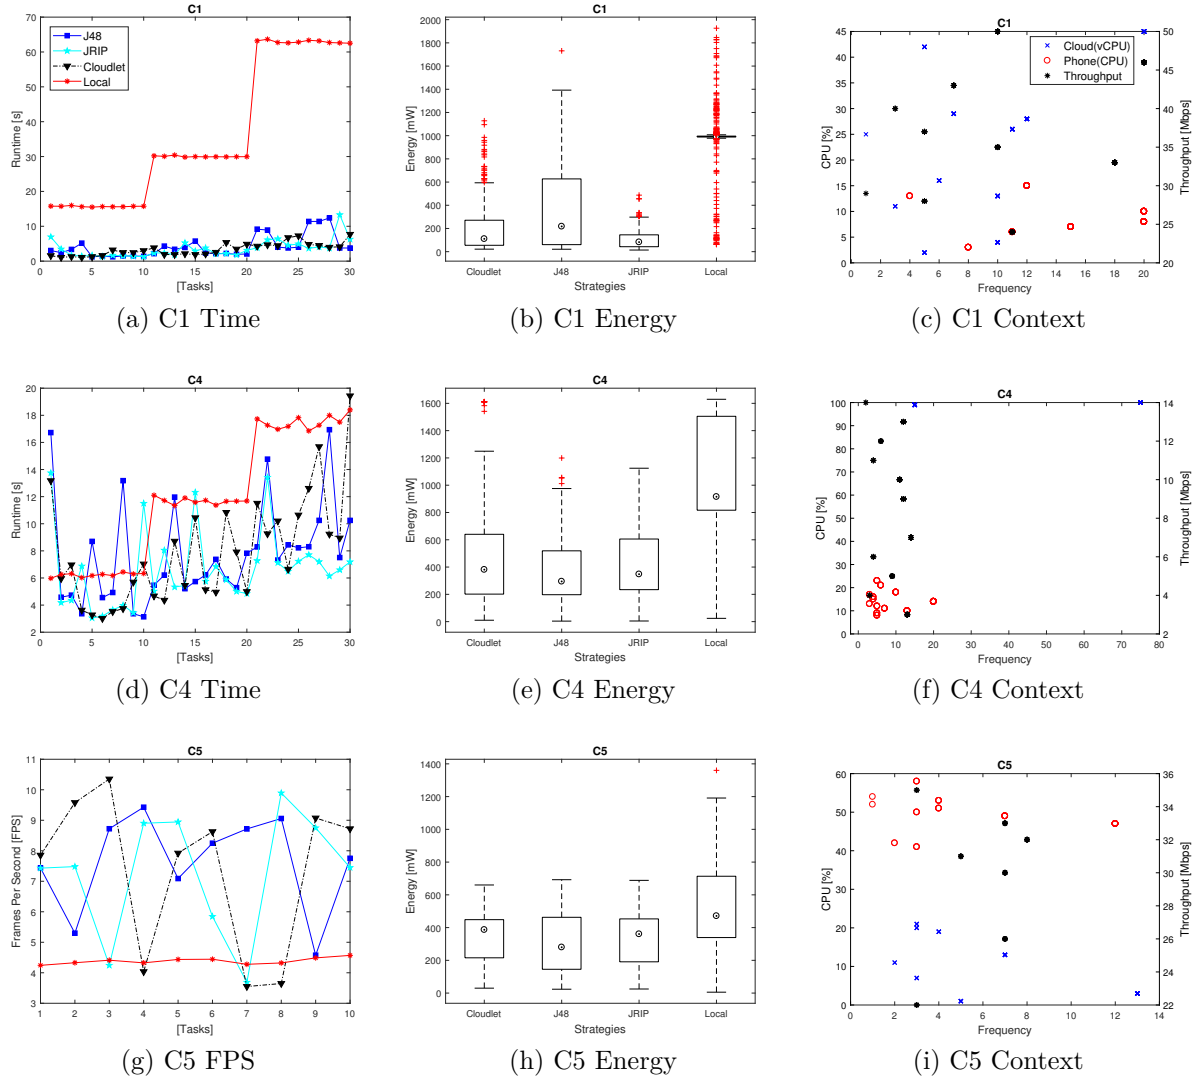 C1
Runtime [s]
70
60
50
40
30
20
10
0
J48
JRIP
Cloudlet
Local
0 5 10 15 20 25 30
[Tasks]
(a) C1 Time
C1
Energy [mW]
2000
1800
1600
1400
1200
1000
800
600
400
200
0
Cloudlet J48 JRIP Local
Strategies
(b) C1 Energy
C1
CPU [%]
45
40
35
30
25
20
15
10
5
0
Cloud(vCPU)
Phone(CPU)
Throughput
50
45
40
35
30
25
20
Throughput [Mbps]
0 2 4 6 8 10 12 14 16 18 20
Frequency
(c) C1 Context
C4
Runtime [s]
20
18
16
14
12
10
8
6
4
2
0 5 10 15 20 25 30
[Tasks]
(d) C4 Time
C4
Energy [mW]
1600
1400
1200
1000
800
600
400
200
0
Cloudlet J48 JRIP Local
Strategies
(e) C4 Energy
C4
CPU [%]
100
90
80
70
60
50
40
30
20
10
0
14
12
10
8
6
4
2
Throughput [Mbps]
0 10 20 30 40 50 60 70 80
Frequency
(f) C4 Context
C5
Frames Per Second [FPS]
11
10
9
8
7
6
5
4
3
1 2 3 4 5 6 7 8 9 10
[Tasks]
(g) C5 FPS
C5
Energy [mW]
1400
1200
1000
800
600
400
200
0
Cloudlet J48 JRIP Local
Strategies
(h) C5 Energy
C5
CPU [%]
60
50
40
30
20
10
0
36
34
32
30
28
26
24
22
Throughput [Mbps]
0 2 4 6 8 10 12 14
Frequency
(i) C5 Context